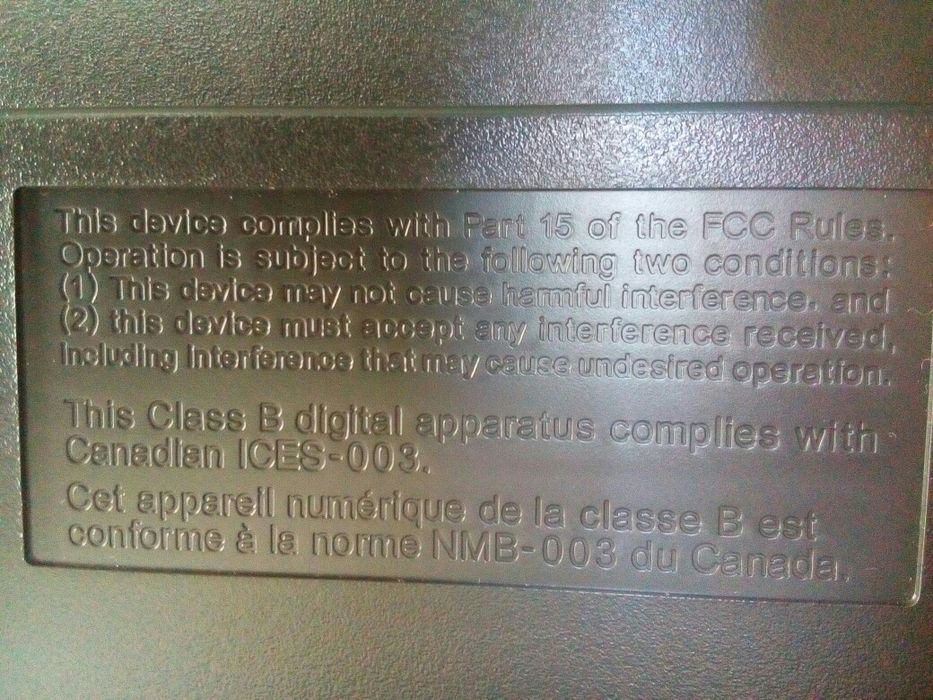 This device complies with Part 15 of the FCC Rules.
Operation is subject to the following two conditions:
(1) This device may not cause harmful interference. and
(2) this device must accept any interference received,
including interference that may cause undesired operation.
This Class B digital apparatus complies with
Canadian ICES-003.
Cet appareil numérique de la classe B est
conforme à la norme NMB-003 du Canada.